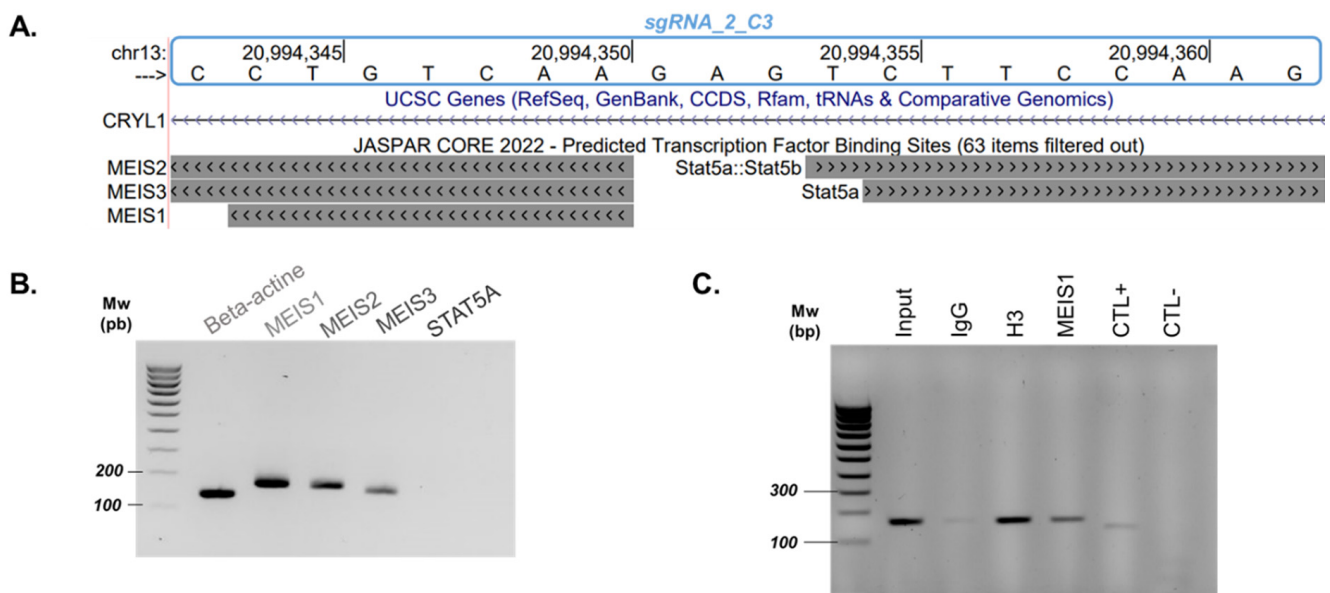 A.
sgRNA_2_C3
chr13: 20,994,345| 20,994,350| 20,994,355| 20,994,360|
---> C C T G T C A A G A G T C T T C C A A G
UCSC Genes (RefSeq, GenBank, CCDS, Rfam, tRNAs & Comparative Genomics)
CRYL1
JASPAR CORE 2022 - Predicted Transcription Factor Binding Sites (63 items filtered out)
MEIS2 Stat5a::Stat5b
MEIS3 Stat5a
MEIS1
B.
Mw
(pb)
Beta-actine MEIS1 MEIS2 MEIS3 STAT5A
200
100
C.
Mw
(bp)
Input IgG H3 MEIS1 CTL+ CTL-
300
100